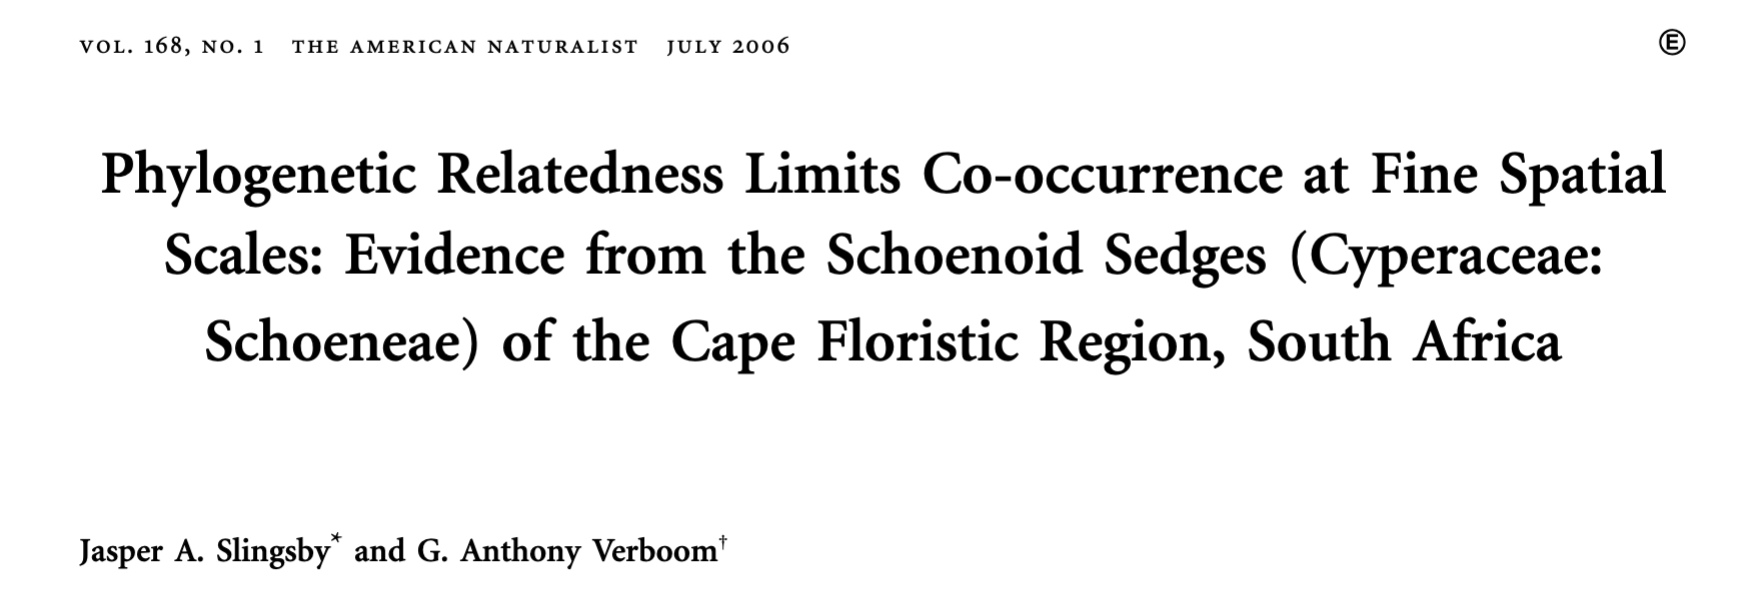 VOL. 168, NO. 1 THE AMERICAN NATURALIST JULY 2006 Ⓔ
Phylogenetic Relatedness Limits Co-occurrence at Fine Spatial
Scales: Evidence from the Schoenoid Sedges (Cyperaceae:
Schoeneae) of the Cape Floristic Region, South Africa
Jasper A. Slingsby* and G. Anthony Verboom†